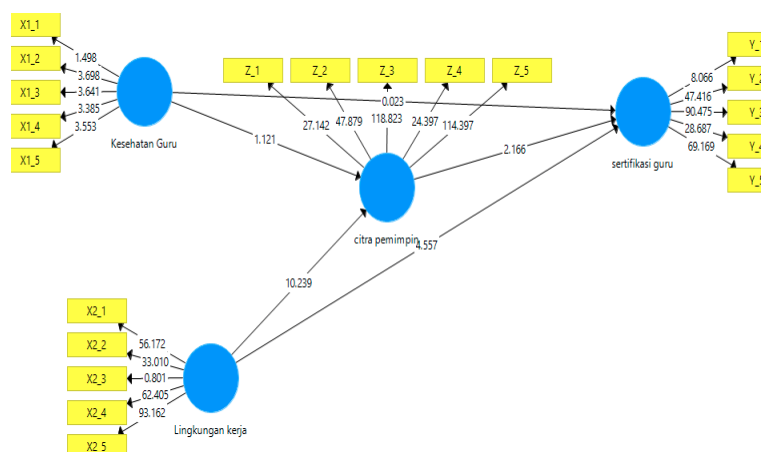 X1_1
X1_2
X1_3
X1_4
X1_5
1.498
3.698
3.641
3.385
3.553
Kesehatan Guru
Z_1
Z_2
Z_3
Z_4
Z_5
27.142
47.879
118.823
24.397
114.397
0.023
1.121
citra pemimpin
2.166
4.557
10.239
8.066
47.416
90.475
28.687
69.169
sertifikasi guru
X2_1
X2_2
X2_3
X2_4
X2_5
56.172
33.010
0.801
62.405
93.162
Lingkungan kerja